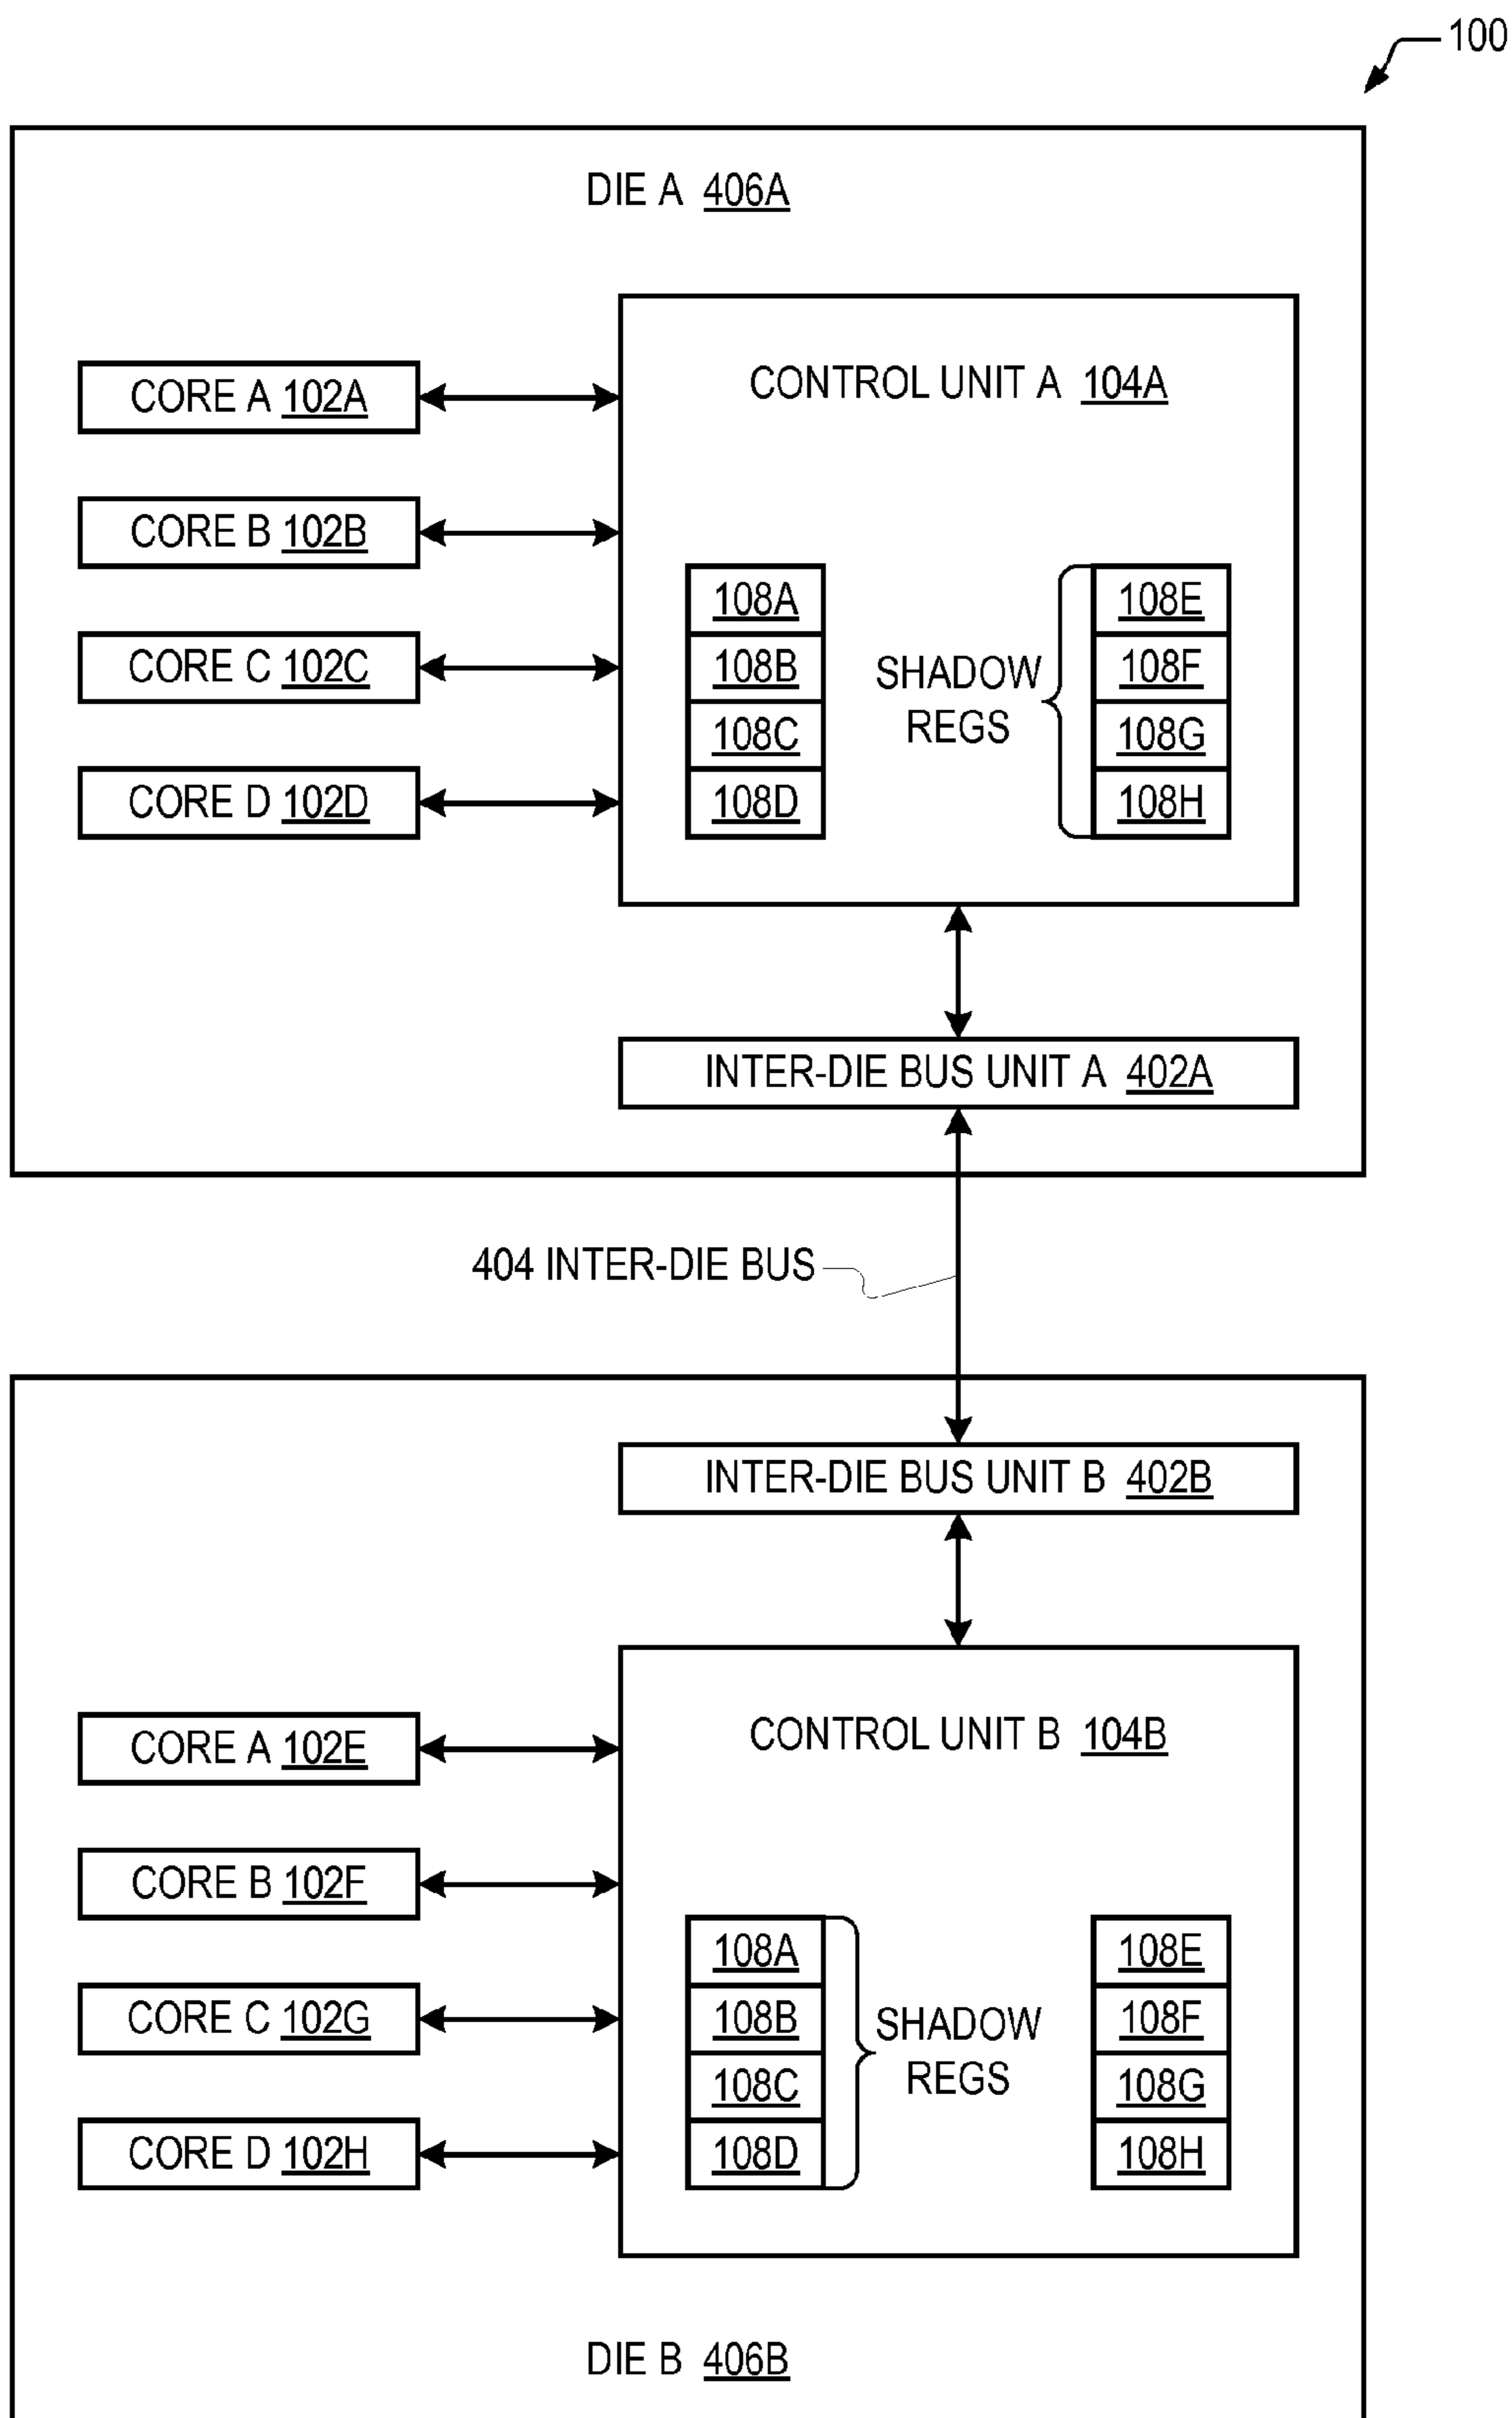 100
DIE A 406A
CONTROL UNIT A 104A
CORE A 102A
CORE B 102B
CORE C 102C
CORE D 102D
108A
108B
108C
108D
SHADOW
REGS
108E
108F
108G
108H
INTER-DIE BUS UNIT A 402A
404 INTER-DIE BUS
INTER-DIE BUS UNIT B 402B
CONTROL UNIT B 104B
CORE A 102E
CORE B 102F
CORE C 102G
CORE D 102H
108A
108B
108C
108D
SHADOW
REGS
108E
108F
108G
108H
DIE B 406B